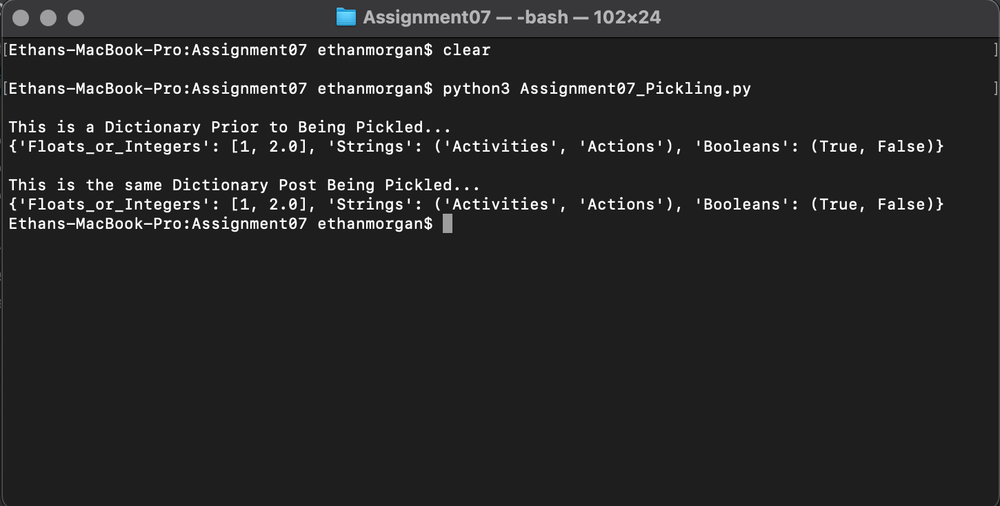 Assignment07 — -bash — 102×24
[Ethans-MacBook-Pro:Assignment07 ethanmorgan$ clear ]
[Ethans-MacBook-Pro:Assignment07 ethanmorgan$ python3 Assignment07_Pickling.py ]
This is a Dictionary Prior to Being Pickled...
{'Floats_or_Integers': [1, 2.0], 'Strings': ('Activities', 'Actions'), 'Booleans': (True, False)}
This is the same Dictionary Post Being Pickled...
{'Floats_or_Integers': [1, 2.0], 'Strings': ('Activities', 'Actions'), 'Booleans': (True, False)}
Ethans-MacBook-Pro:Assignment07 ethanmorgan$